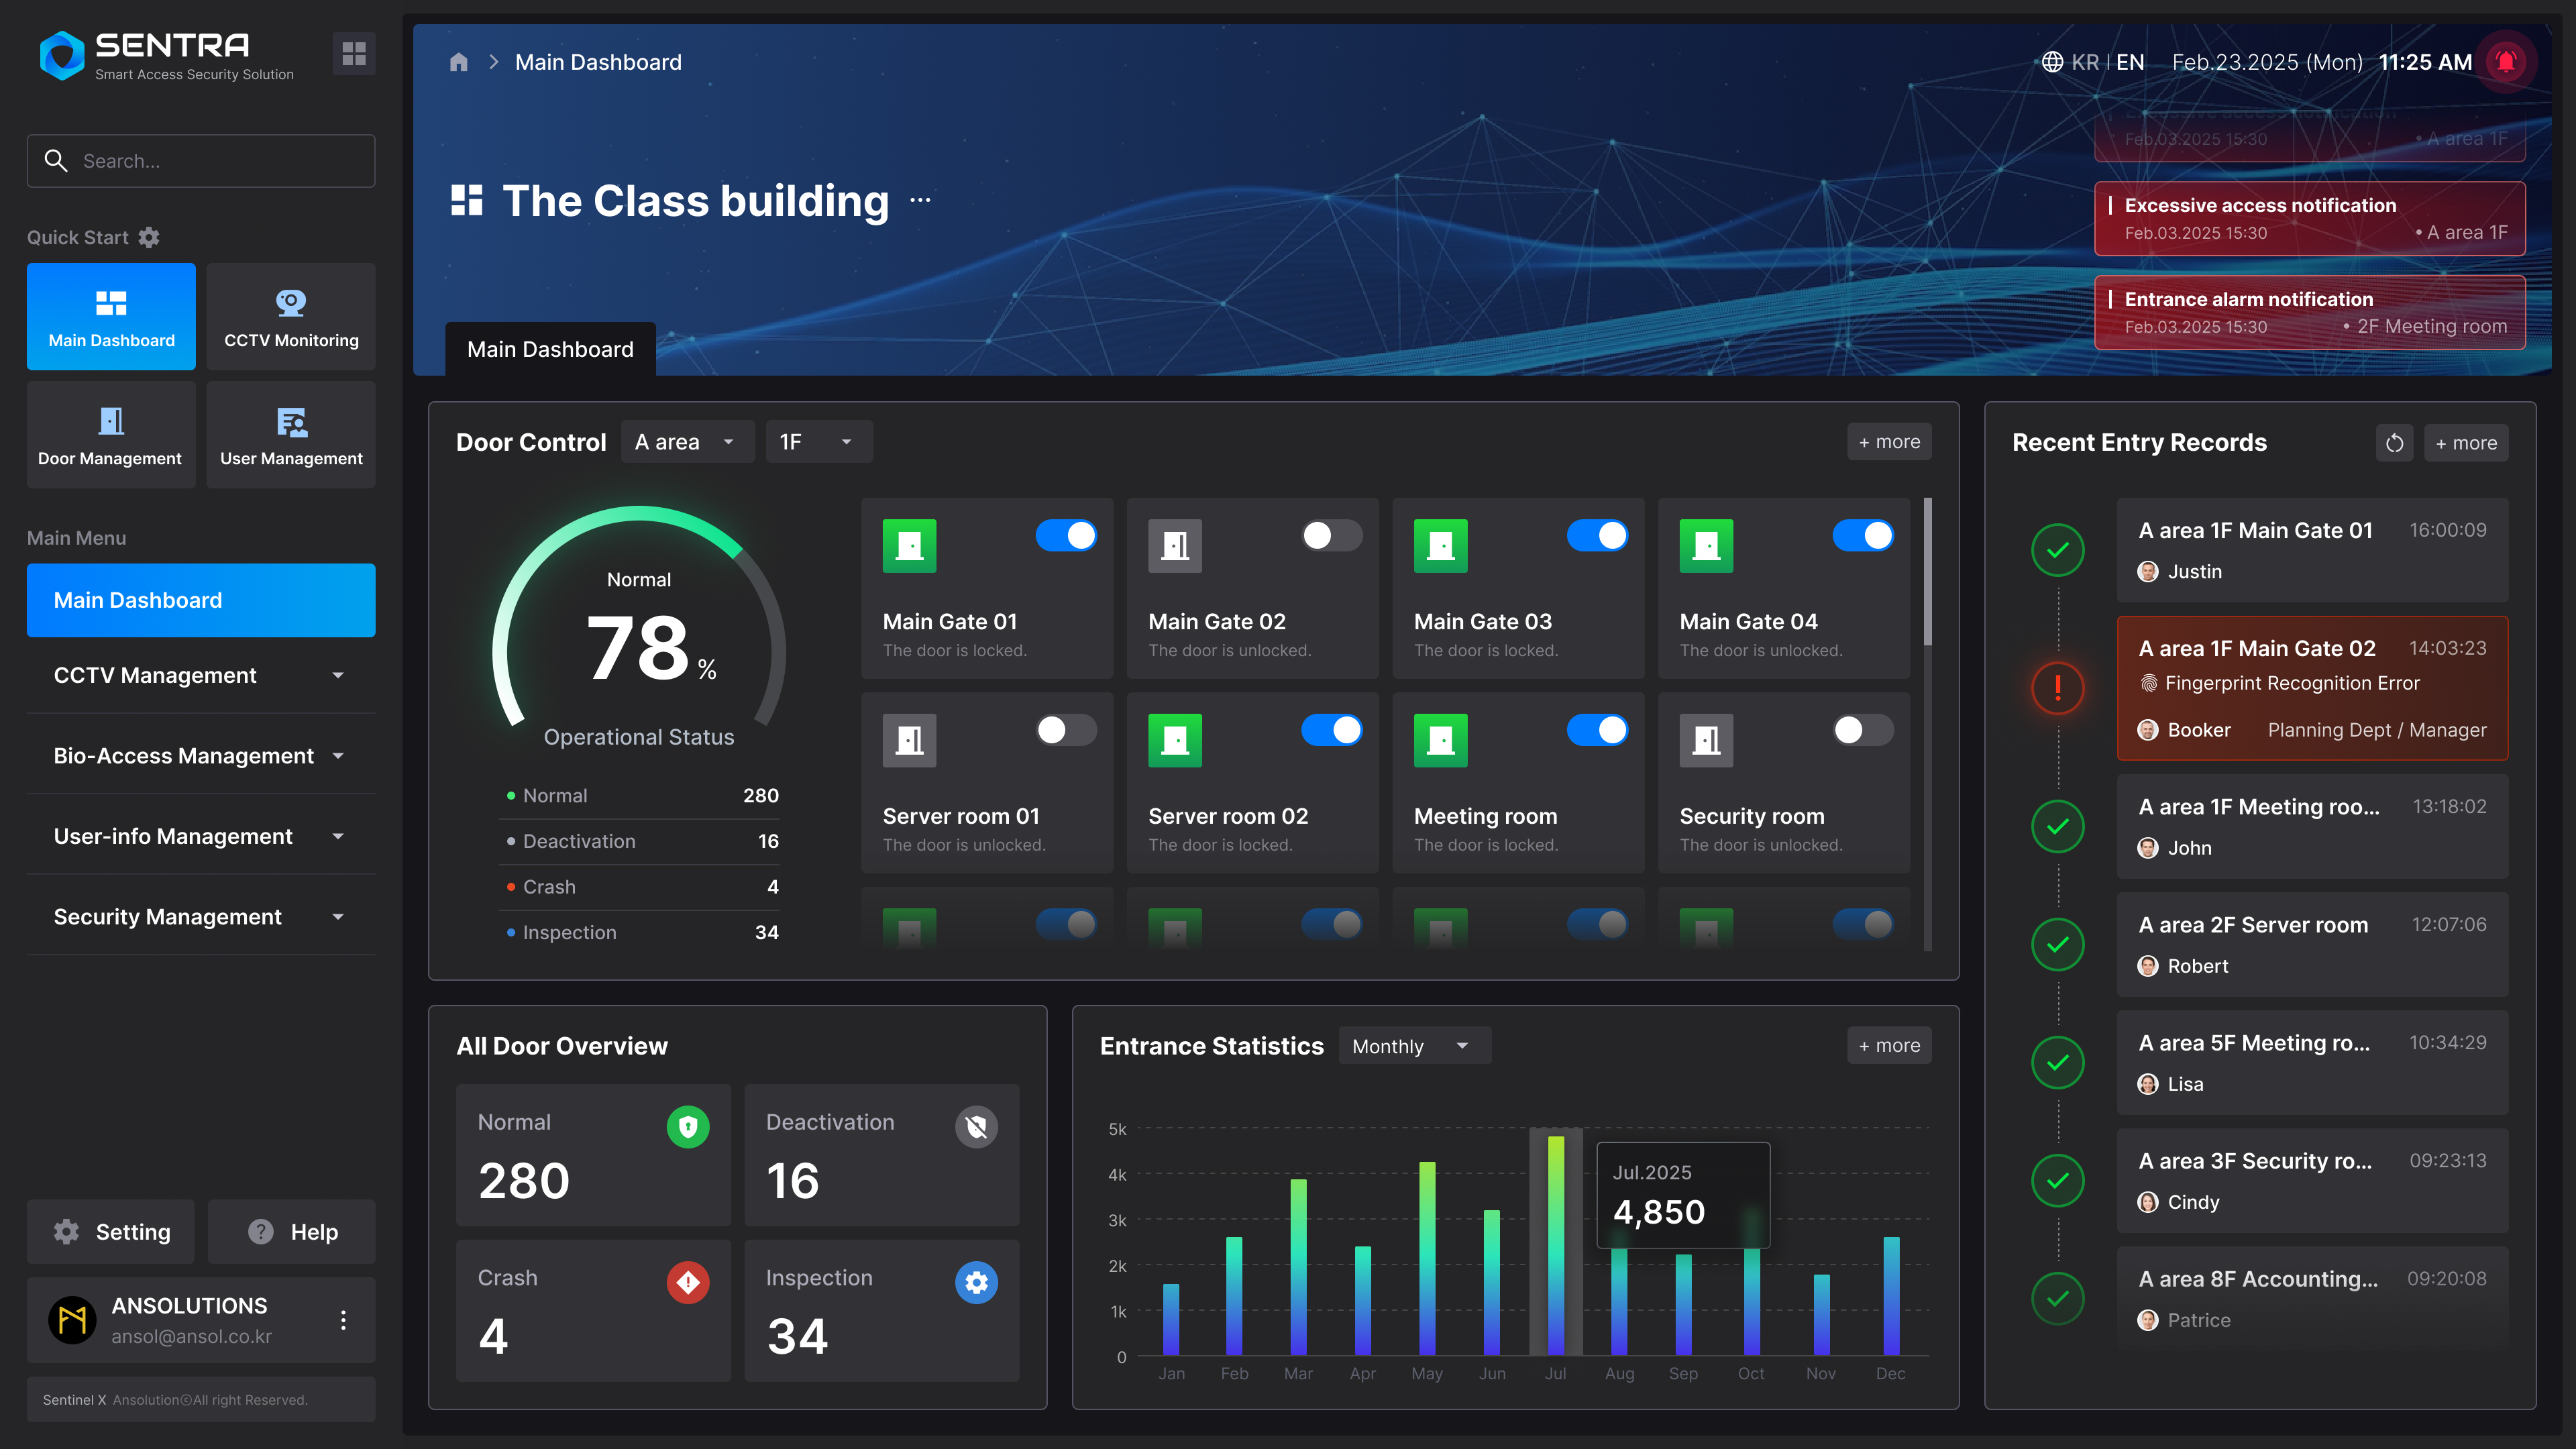 SENTRA
Smart Access Security Solution
Search...
Quick Start
Main Dashboard
CCTV Monitoring
Door Management
User Management
Main Menu
Main Dashboard
CCTV Management
Bio-Access Management
User-info Management
Security Management
Setting
Help
ANSOLUTIONS
ansol@ansol.co.kr
Sentinel X Ansolutionⓒ All right Reserved.
Main Dashboard
KR | EN
Feb.23.2025 (Mon) 11:25 AM
The Class building ...
Main Dashboard
Feb.03.2025 15:30 • A area 1F
Excessive access notification
Feb.03.2025 15:30 • A area 1F
Entrance alarm notification
Feb.03.2025 15:30 • 2F Meeting room
Door Control
A area
1F
+ more
Normal
78 %
Operational Status
• Normal 280
• Deactivation 16
• Crash 4
• Inspection 34
Main Gate 01
The door is locked.
Main Gate 02
The door is unlocked.
Main Gate 03
The door is locked.
Main Gate 04
The door is unlocked.
Server room 01
The door is unlocked.
Server room 02
The door is locked.
Meeting room
The door is locked.
Security room
The door is unlocked.
All Door Overview
Normal
280
Deactivation
16
Crash
4
Inspection
34
Entrance Statistics
Monthly
+ more
5k
4k
3k
2k
1k
0
Jul.2025
4,850
Jan Feb Mar Apr May Jun Jul Aug Sep Oct Nov Dec
Recent Entry Records
+ more
A area 1F Main Gate 01 16:00:09
Justin
A area 1F Main Gate 02 14:03:23
Fingerprint Recognition Error
Booker Planning Dept / Manager
A area 1F Meeting roo... 13:18:02
John
A area 2F Server room 12:07:06
Robert
A area 5F Meeting ro... 10:34:29
Lisa
A area 3F Security ro... 09:23:13
Cindy
A area 8F Accounting... 09:20:08
Patrice